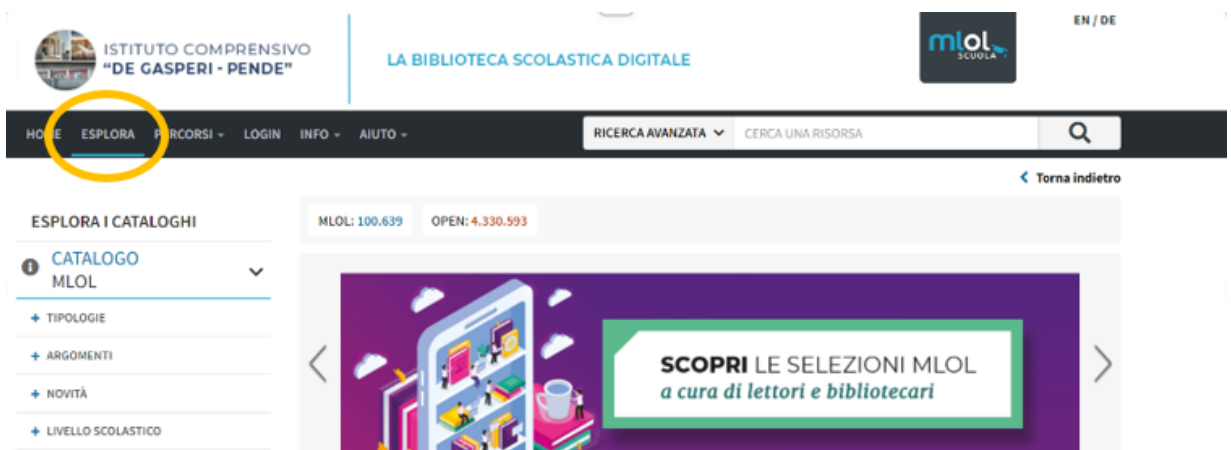 ISTITUTO COMPRENSIVO
"DE GASPERI - PENDE"
LA BIBLIOTECA SCOLASTICA DIGITALE
mlol
SCUOLA
EN / DE
HOME ESPLORA PERCORSI LOGIN INFO AIUTO
RICERCA AVANZATA CERCA UNA RISORSA
Torna indietro
ESPLORA I CATALOGHI
MLOL: 100.639 OPEN: 4.330.593
CATALOGO
MLOL
+ TIPOLOGIE
+ ARGOMENTI
+ NOVITÀ
+ LIVELLO SCOLASTICO
SCOPRI LE SELEZIONI MLOL
a cura di lettori e bibliotecari